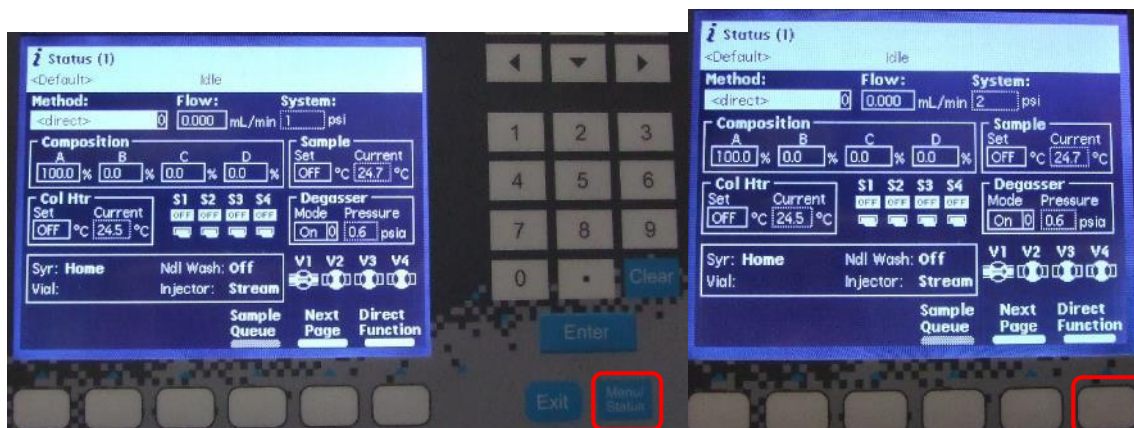 i Status (1)
<Default> Idle
Method: Flow: System:
<direct> 0 0.000 mL/min 1 psi
Composition Sample
A B C D Set Current
100.0 % 0.0 % 0.0 % 0.0 % OFF °C 24.7 °C
Col Htr S1 S2 S3 S4 Degasser
Set Current OFF OFF OFF OFF Mode Pressure
OFF °C 24.5 °C On 0 0.6 psia
Syr: Home Ndl Wash: Off V1 V2 V3 V4
Vial: Injector: Stream
Sample Next Direct
Queue Page Function
1 2 3
4 5 6
7 8 9
0 . Clear
Enter
Exit Menu/
Status
i Status (1)
<Default> Idle
Method: Flow: System:
<direct> 0 0.000 mL/min 2 psi
Composition Sample
A B C D Set Current
100.0 % 0.0 % 0.0 % 0.0 % OFF °C 24.7 °C
Col Htr S1 S2 S3 S4 Degasser
Set Current OFF OFF OFF OFF Mode Pressure
OFF °C 24.5 °C On 0 0.6 psia
Syr: Home Ndl Wash: Off V1 V2 V3 V4
Vial: Injector: Stream
Sample Next Direct
Queue Page Function